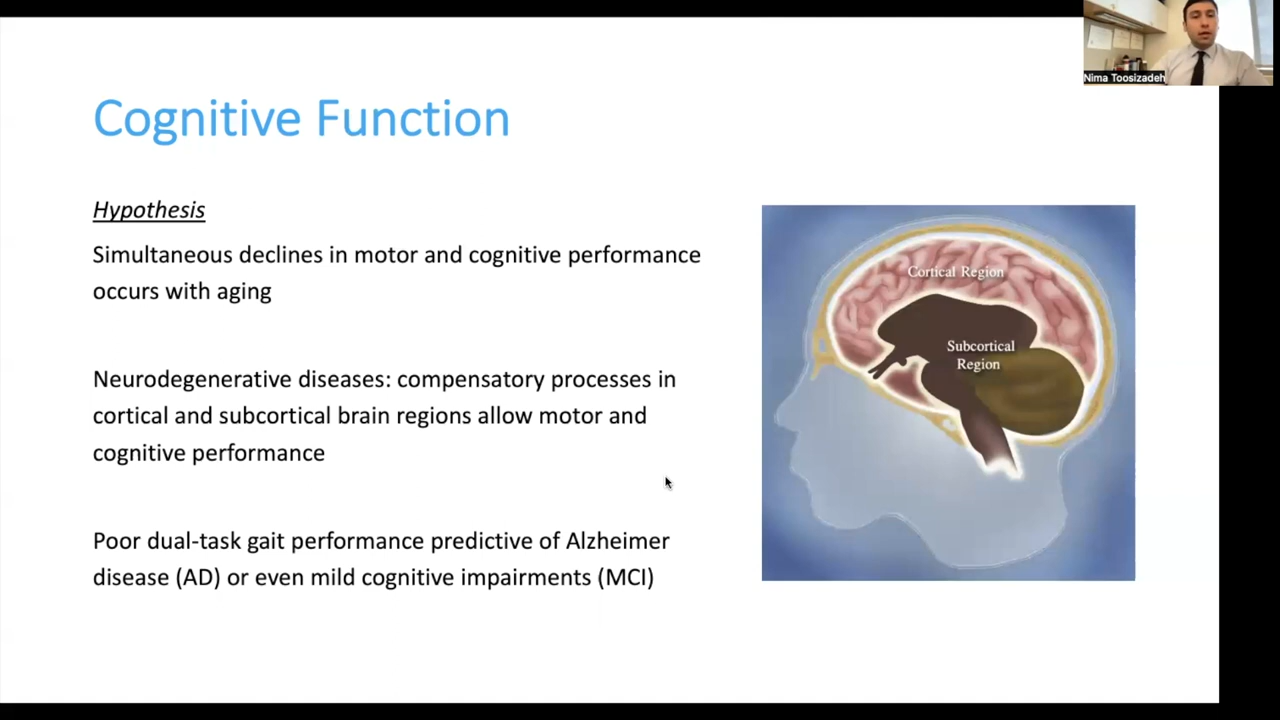 Nima Toosizadeh
Cognitive Function
Hypothesis
Simultaneous declines in motor and cognitive performance
occurs with aging
Neurodegenerative diseases: compensatory processes in
cortical and subcortical brain regions allow motor and
cognitive performance
Poor dual-task gait performance predictive of Alzheimer
disease (AD) or even mild cognitive impairments (MCI)
Cortical Region
Subcortical
Region